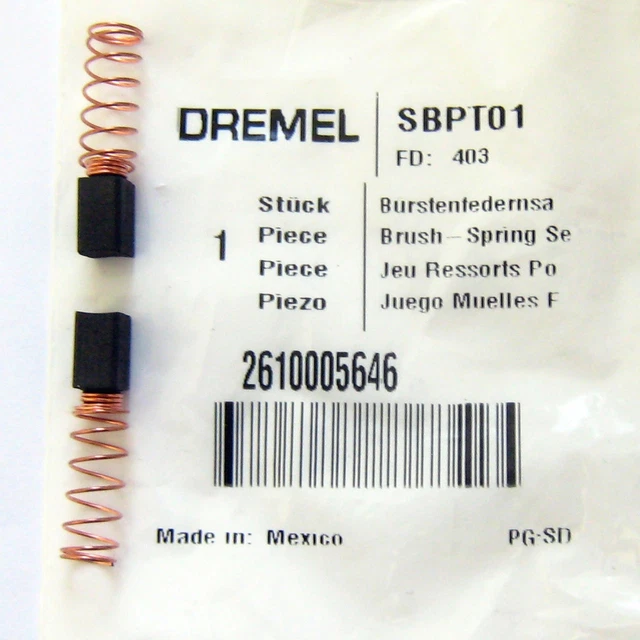 DREMEL
SBPT01
FD: 403
1
Stück
Piece
Piece
Piezo
Burstenfedernsa
Brush-Spring Se
Jeu Ressorts Po
Juego Muelles F
2610005646
Made in: Mexico
PG-SD